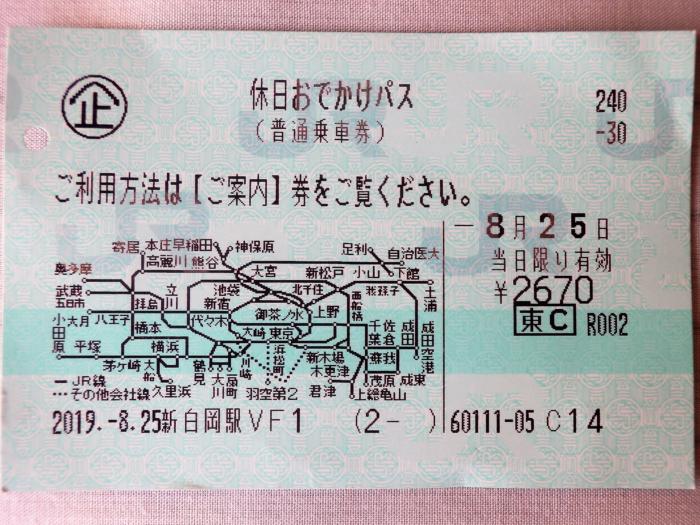 企
休日おでかけパス 240
（普通乗車券） -30
ご利用方法は【ご案内】券をご覧ください。
-8月25日
当日限り有効
¥2670
東C R002
寄居 本庄早稲田 神保原 足利 自治医大
高麗川 熊谷 大宮 新松戸 小山 下館
奥多摩
武蔵五日市 拝島 立川 池袋 新宿 北千住 西船橋 我孫子 土浦
御茶ノ水 上野
小田原 大月 八王子 橋本 代々木 大崎 東京 千葉 佐倉 成田 成田空港
平塚 横浜 川崎 浜松町 新木場 蘇我
茅ヶ崎 大船 鶴見 大川 扇町 木更津 茂原 成東
久里浜 羽空第2 君津 上総亀山
―JR線
…その他会社線
2019.-8.25新白岡駅VF1 (2- ) 60111-05 C14